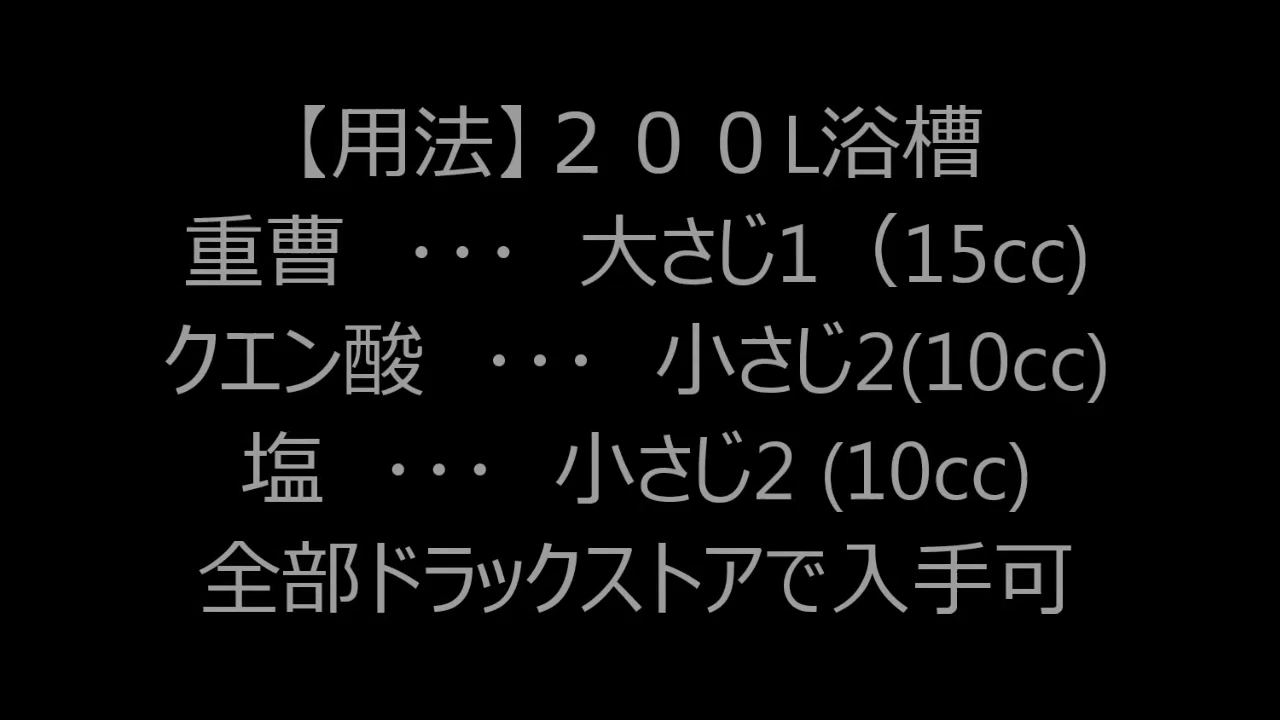 【用法】２００L浴槽
重曹　・・・　大さじ1（15cc)
クエン酸　・・・　小さじ2(10cc)
塩　・・・　小さじ2 (10cc)
全部ドラックストアで入手可